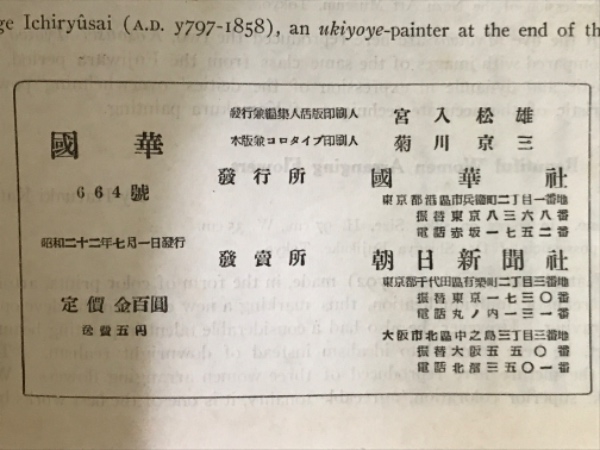 ge Ichiryûsai (A.D. y797-1858), an ukiyoye-painter at the end of the
國華
664號
昭和二十二年七月一日發行
定價金百圓
送費五円
發行兼編集人活版印刷人 宮入松雄
木版兼コロタイプ印刷人 菊川京三
發行所 國華社
東京都港區市兵衞町二丁目一番地
振替東京八三六八番
電話赤坂一七五二番
發賣所 朝日新聞社
東京都千代田區有樂町二丁目三番地
振替東京一七三〇番
電話丸ノ内一三一番
大阪市北區中之島三丁目三番地
振替大阪五五〇番
電話北部三五〇一番